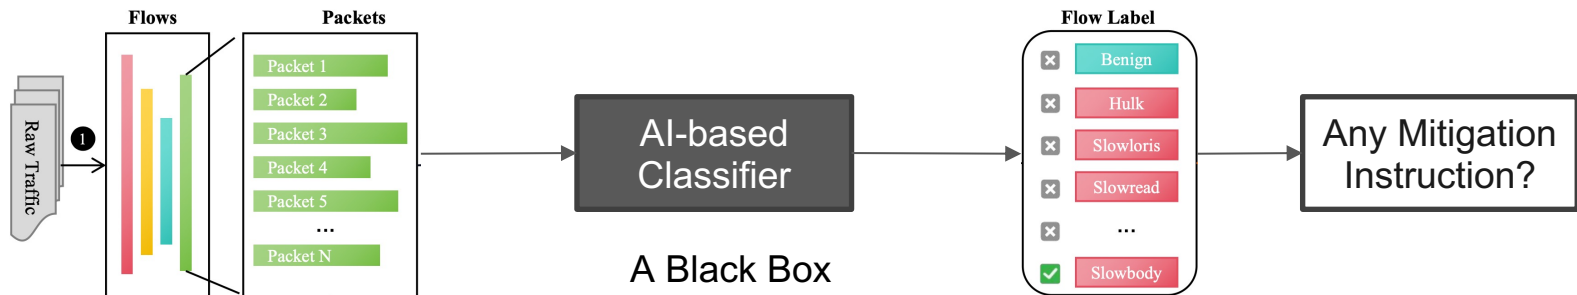 Flows
Packets
Flow Label
Raw Traffic
1
Packet 1
Packet 2
Packet 3
Packet 4
Packet 5
...
Packet N
AI-based
Classifier
A Black Box
Benign
Hulk
Slowloris
Slowread
...
Slowbody
Any Mitigation
Instruction?